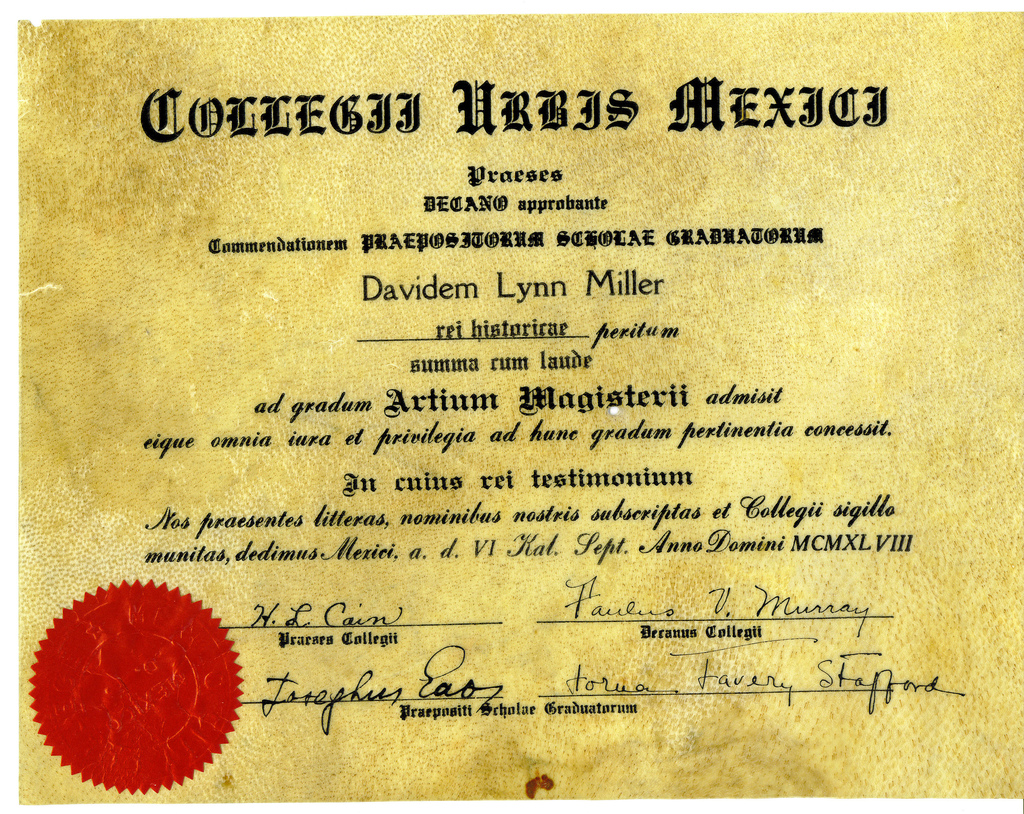 COLLEGII URBIS MEXICI
Praeses
DECANO approbante
Commendationem PRAEPOSITORUM SCHOLAE GRADUATORUM
Davidem Lynn Miller
rei historicae peritum
summa cum laude
ad gradum Artium Magisterii admisit
eique omnia iura et privilegia ad hunc gradum pertinentia concessit.
In cuius rei testimonium
Nos praesentes litteras, nominibus nostris subscriptas et Collegii sigillo
munitas, dedimus Mexici, a. d. VI Kal. Sept. Anno Domini MCMXLVIII
H. L. Cain
Praeses Collegii
Paulus V. Murray
Decanus Collegii
Josephus
Lorna Lavery Stafford
Praepositi Scholae Graduatorum